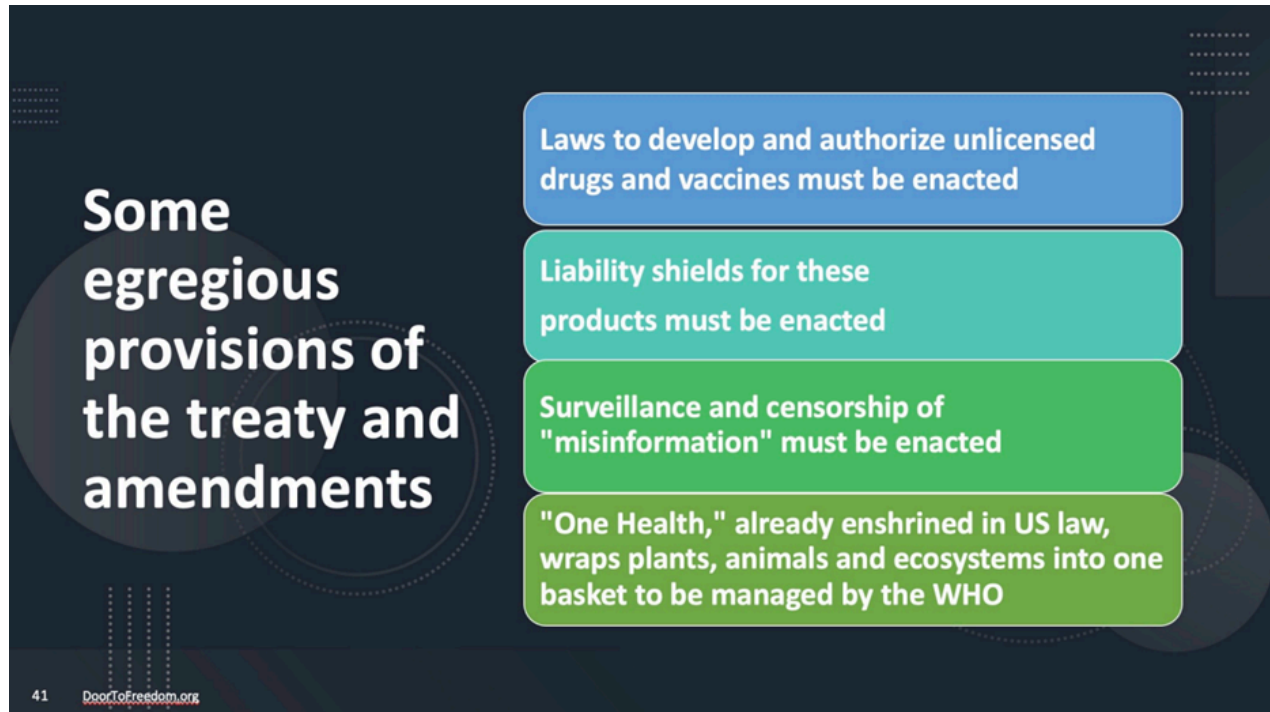 Some
egregious
provisions of
the treaty and
amendments
Laws to develop and authorize unlicensed
drugs and vaccines must be enacted
Liability shields for these
products must be enacted
Surveillance and censorship of
"misinformation" must be enacted
"One Health," already enshrined in US law,
wraps plants, animals and ecosystems into one
basket to be managed by the WHO
41 DoorToFreedom.org